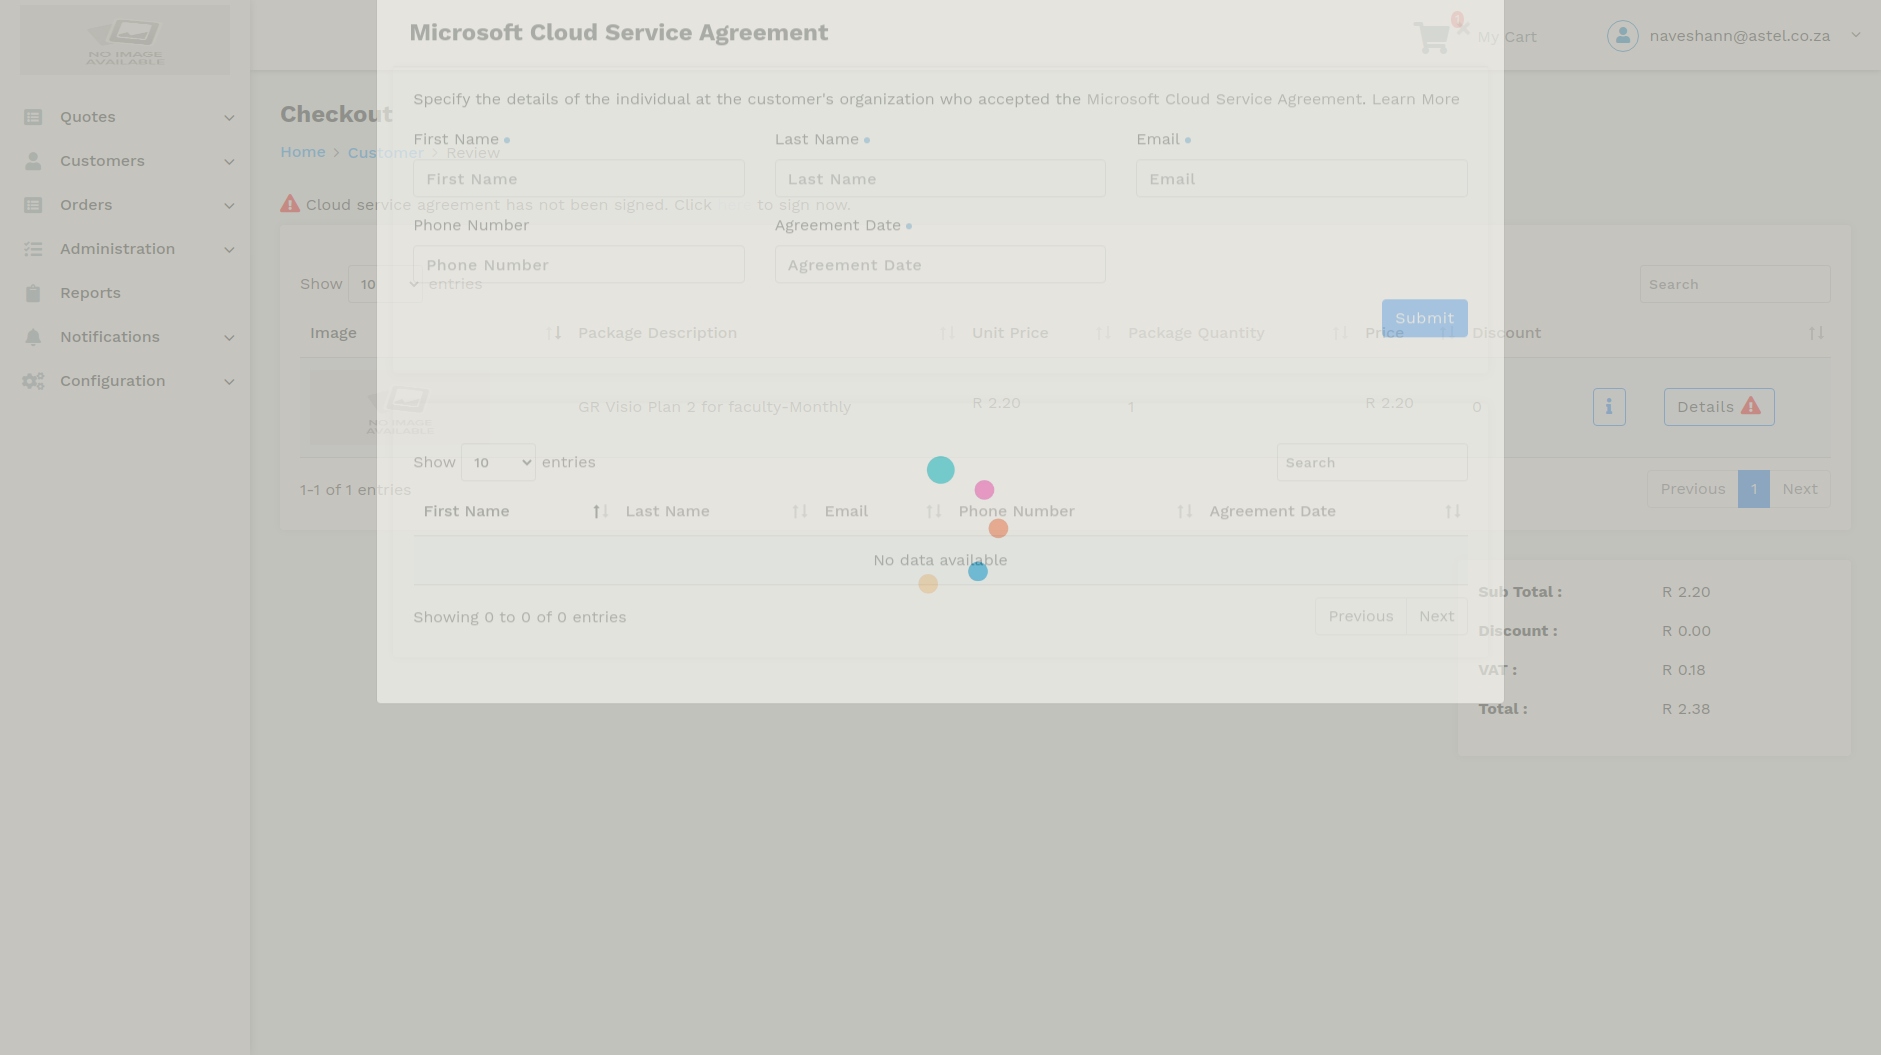 NO IMAGE
AVAILABLE
Quotes
Customers
Orders
Administration
Reports
Notifications
Configuration
1
My Cart
naveshann@astel.co.za
Checkout
Home > Customer > Review
Cloud service agreement has not been signed. Click to sign now.
Show 10 entries
Search
Image Package Description Unit Price Package Quantity Price Discount
NO IMAGE
AVAILABLE
GR Visio Plan 2 for faculty-Monthly R 2.20 1 R 2.20 0 Details
1-1 of 1 entries
Previous 1 Next
Sub Total : R 2.20
Discount : R 0.00
VAT : R 0.18
Total : R 2.38
Microsoft Cloud Service Agreement
Specify the details of the individual at the customer's organization who accepted the Microsoft Cloud Service Agreement. Learn More
First Name Last Name Email
First Name Last Name Email
Phone Number Agreement Date
Phone Number Agreement Date
Submit
Show 10 entries
Search
First Name Last Name Email Phone Number Agreement Date
No data available
Showing 0 to 0 of 0 entries
Previous Next